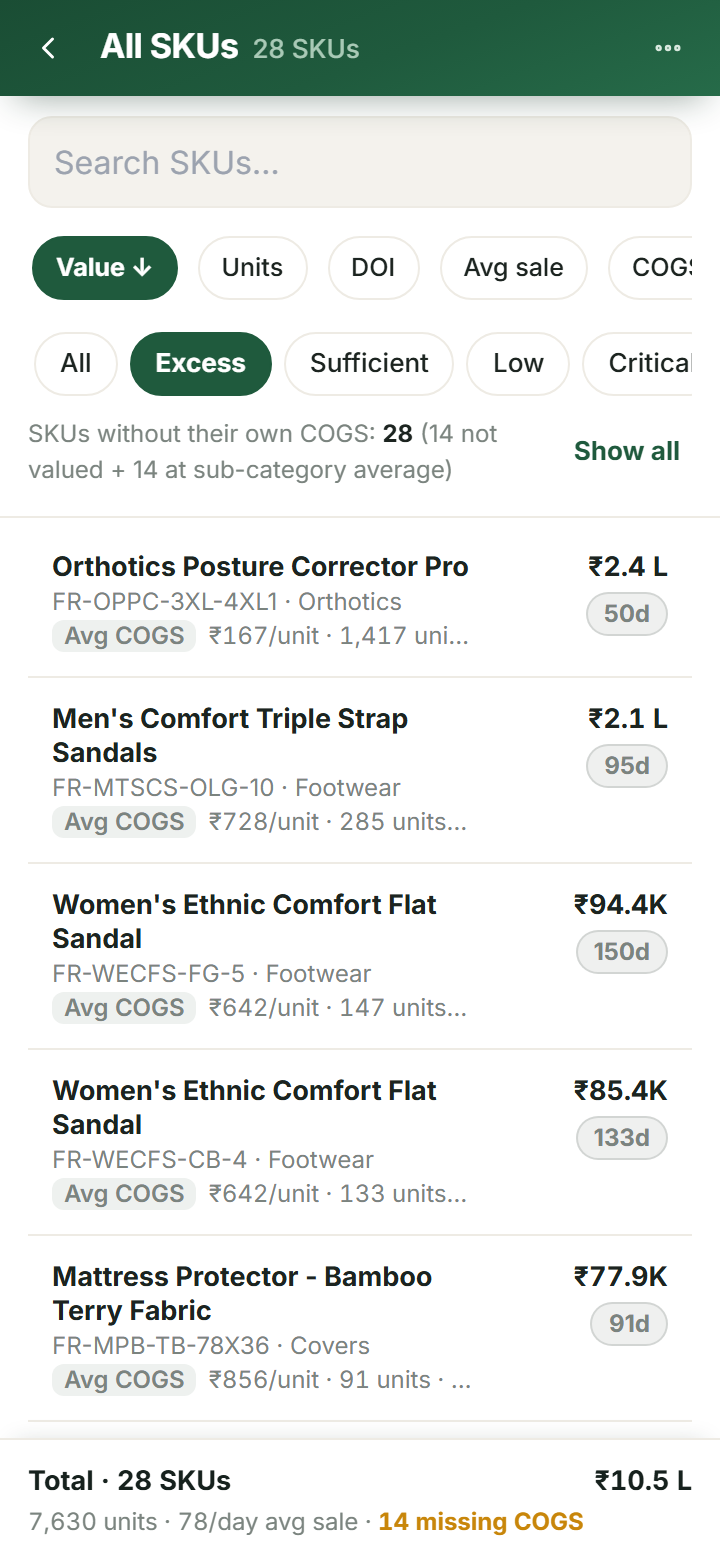 All SKUs 28 SKUs
Search SKUs...
Value ↓ Units DOI Avg sale COGS
All Excess Sufficient Low Critical
SKUs without their own COGS: 28 (14 not
valued + 14 at sub-category average)
Show all
Orthotics Posture Corrector Pro ₹2.4 L
FR-OPPC-3XL-4XL1 · Orthotics 50d
Avg COGS ₹167/unit · 1,417 uni...
Men's Comfort Triple Strap ₹2.1 L
Sandals 95d
FR-MTSCS-OLG-10 · Footwear
Avg COGS ₹728/unit · 285 units...
Women's Ethnic Comfort Flat ₹94.4K
Sandal 150d
FR-WECFS-FG-5 · Footwear
Avg COGS ₹642/unit · 147 units...
Women's Ethnic Comfort Flat ₹85.4K
Sandal 133d
FR-WECFS-CB-4 · Footwear
Avg COGS ₹642/unit · 133 units...
Mattress Protector - Bamboo ₹77.9K
Terry Fabric 91d
FR-MPB-TB-78X36 · Covers
Avg COGS ₹856/unit · 91 units · ...
Total · 28 SKUs ₹10.5 L
7,630 units · 78/day avg sale · 14 missing COGS